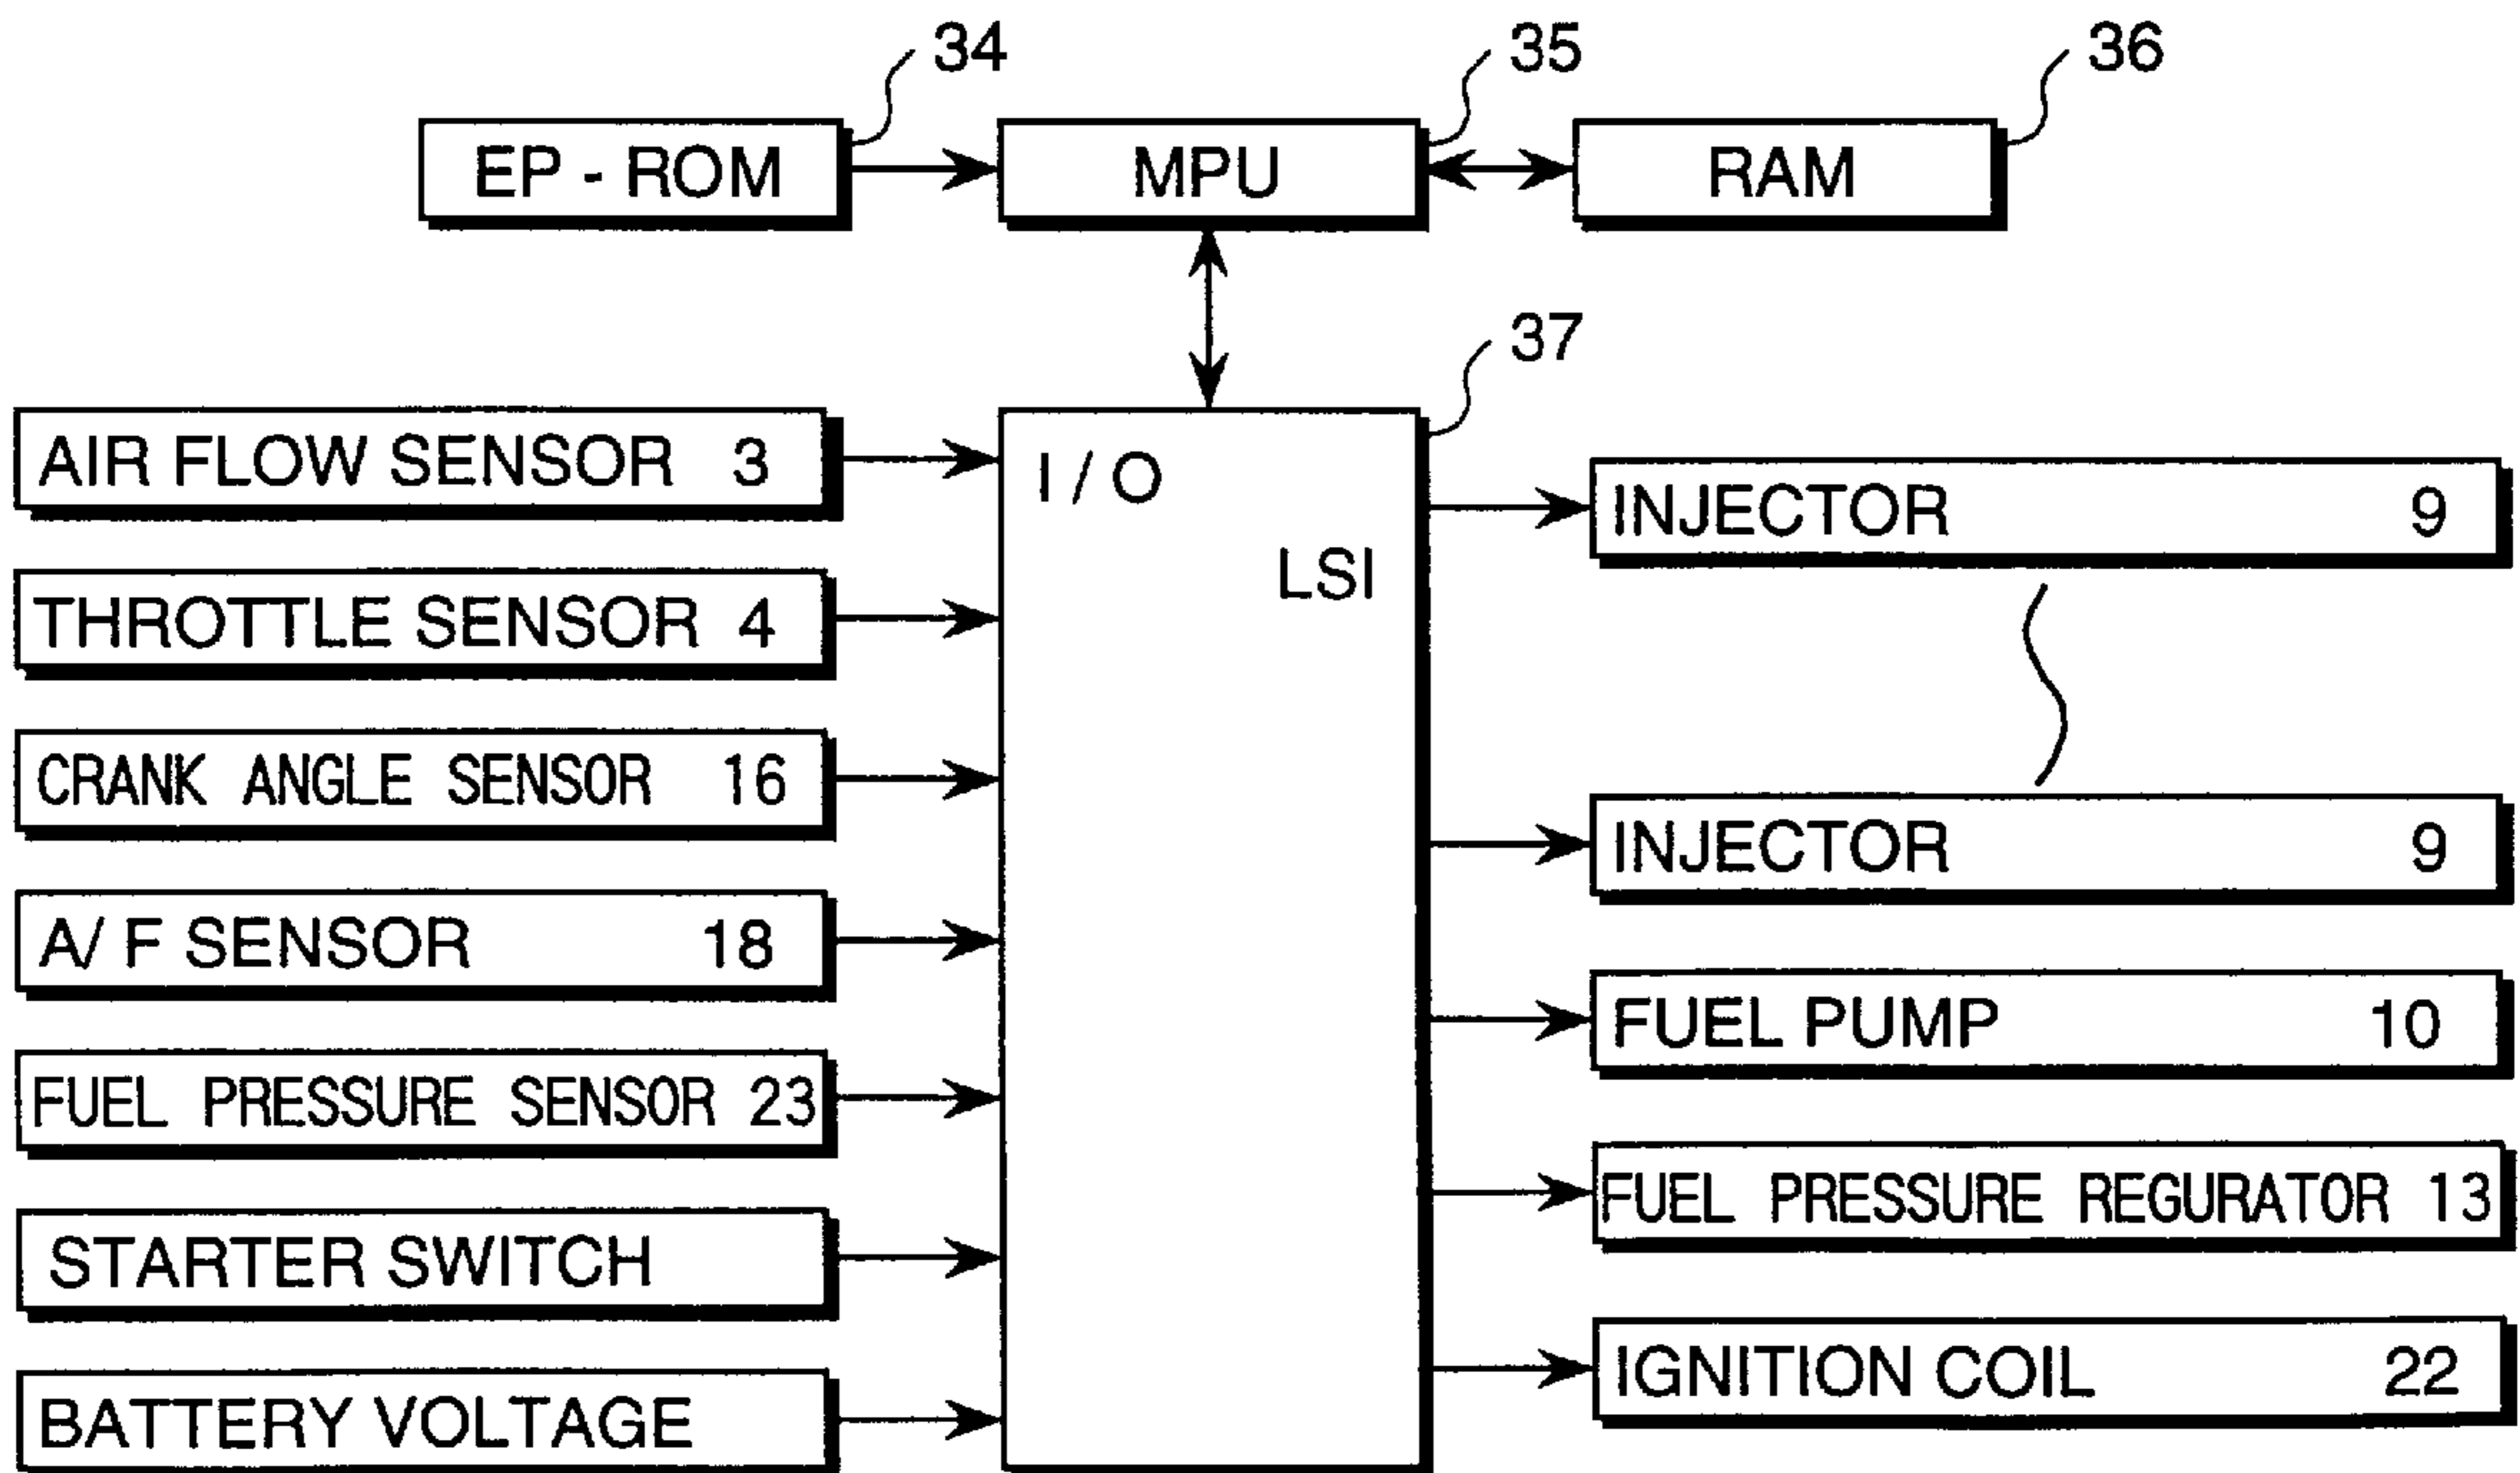 34
35
36
EP - ROM
MPU
RAM
37
AIR FLOW SENSOR 3
THROTTLE SENSOR 4
CRANK ANGLE SENSOR 16
A/F SENSOR 18
FUEL PRESSURE SENSOR 23
STARTER SWITCH
BATTERY VOLTAGE
I/O
LSI
INJECTOR 9
INJECTOR 9
FUEL PUMP 10
FUEL PRESSURE REGURATOR 13
IGNITION COIL 22